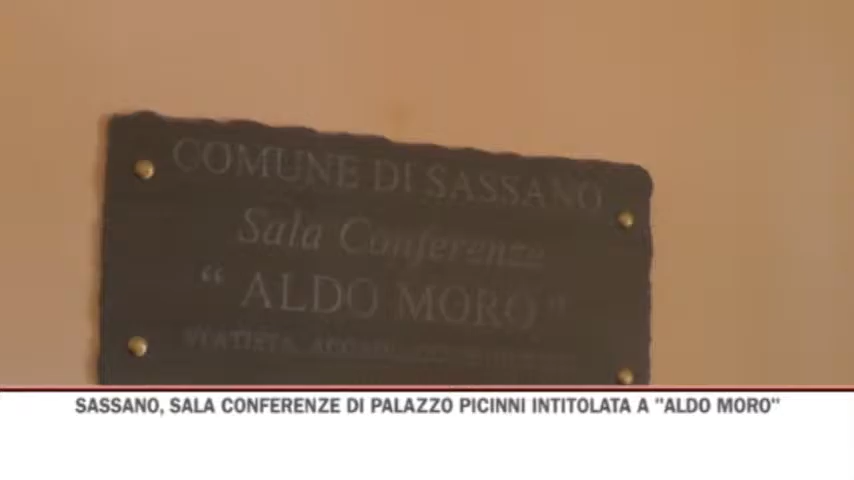 COMUNE DI SASSANO
Sala Conferenze
“ ALDO MORO”
SASSANO, SALA CONFERENZE DI PALAZZO PICINNI INTITOLATA A "ALDO MORO"